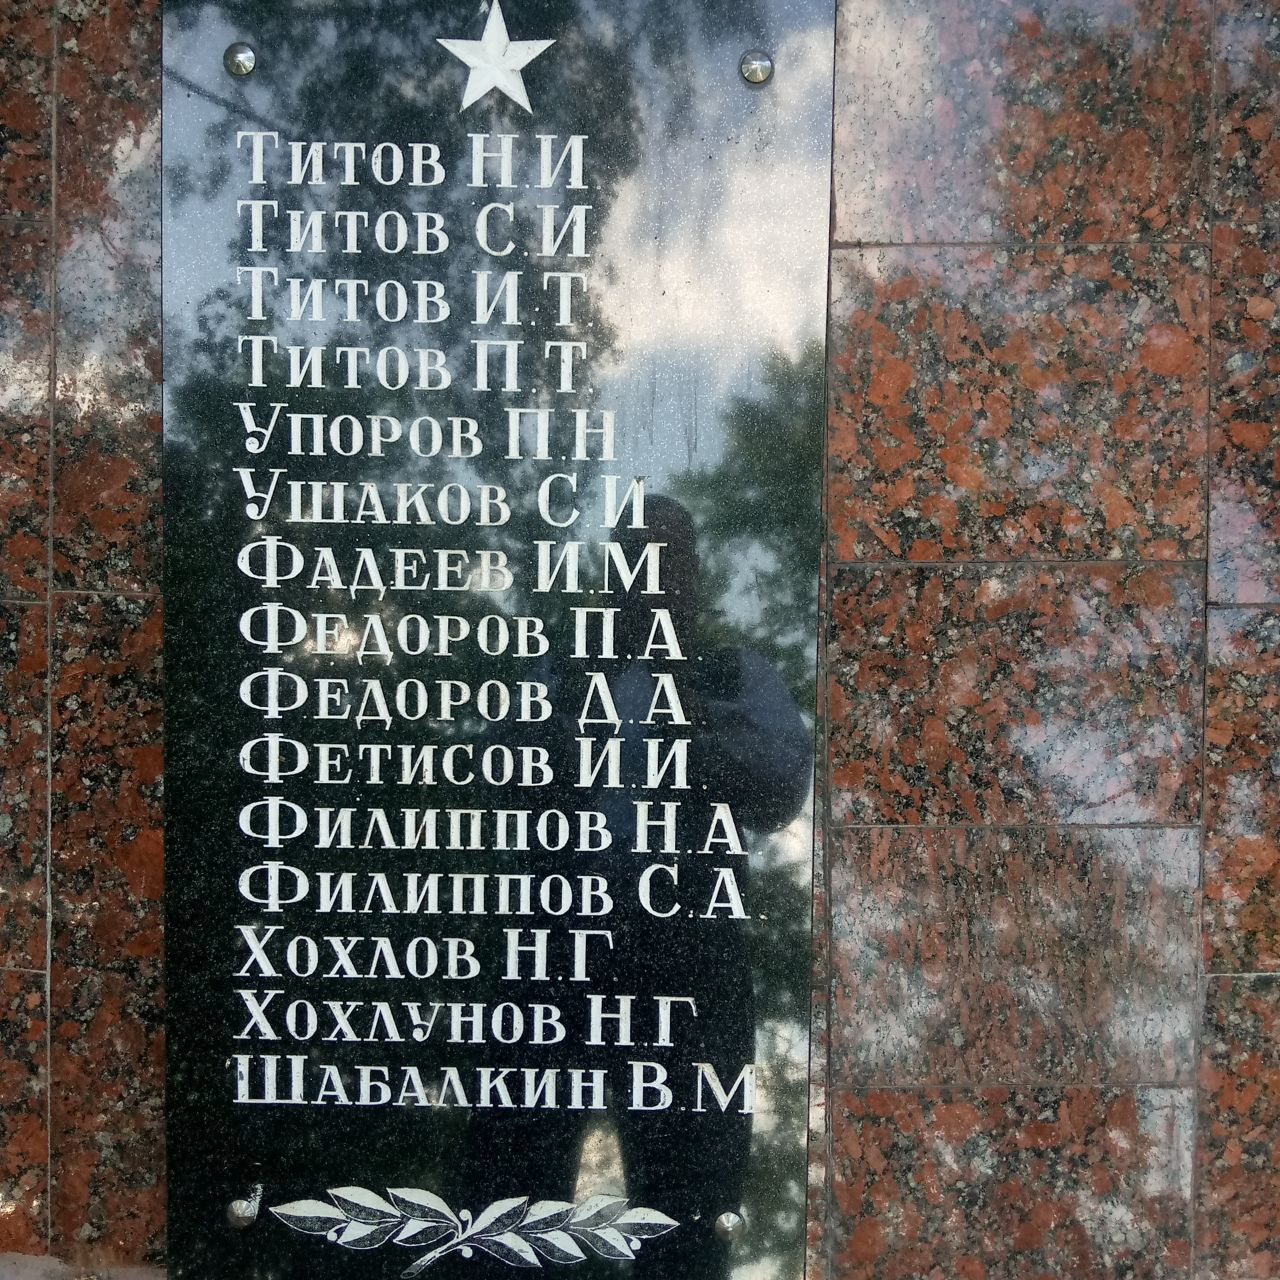 Титов Н.И.
Титов С.И.
Титов И.Т.
Титов П.Т.
Упоров П.Н
Ушаков С.И
Фадеев И.М.
Федоров П.А.
Федоров Д.А.
Фетисов И.И.
Филиппов Н.А.
Филиппов С.А.
Хохлов Н.Г
Хохлунов Н.Г
Шабалкин В.М